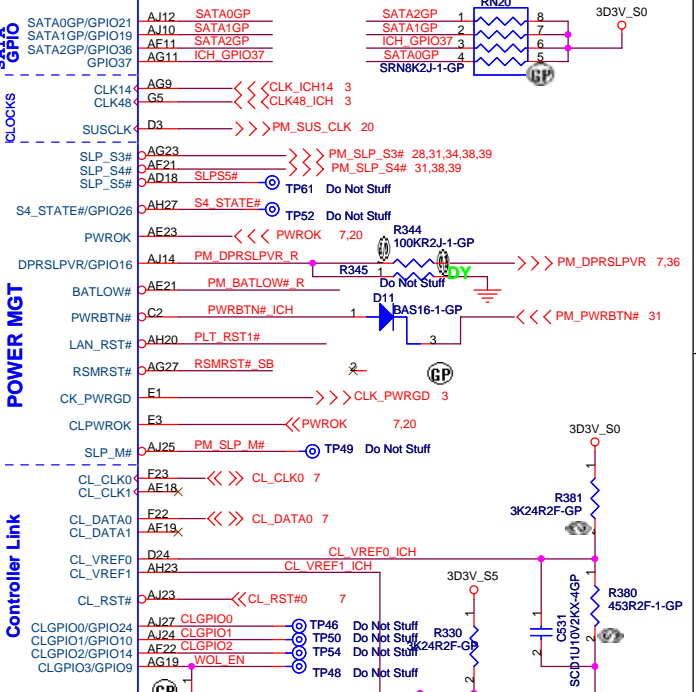 SATA
GPIO
RN20
SATA0GP/GPIO21 AJ12 SATA0GP SATA2GP 1 8 3D3V_S0
SATA1GP/GPIO19 AJ10 SATA1GP SATA1GP 2 7
SATA2GP/GPIO36 AF11 SATA2GP ICH_GPIO37 3 6
GPIO37 AG11 ICH_GPIO37 SATA0GP 4 5
SRN8K2J-1-GP GP
CLOCKS
CLK14 AG9 CLK_ICH14 3
CLK48 G5 CLK48_ICH 3
SUSCLK D3 PM_SUS_CLK 20
POWER MGT
SLP_S3# AG23 PM_SLP_S3# 28,31,34,38,39
SLP_S4# AF21 PM_SLP_S4# 31,38,39
SLP_S5# AD18 SLPS5# TP61 Do Not Stuff
S4_STATE#/GPIO26 AH27 S4_STATE# TP52 Do Not Stuff
PWROK AE23 PWROK 7,20
R344
100KR2J-1-GP
DPRSLPVR/GPIO16 AJ14 PM_DPRSLPVR_R PM_DPRSLPVR 7,36
R345 1 DY
Do Not Stuff
BATLOW# AE21 PM_BATLOW#_R
D11
PWRBTN# C2 PWRBTN#_ICH 1 BAS16-1-GP PM_PWRBTN# 31
3
LAN_RST# AH20 PLT_RST1#
RSMRST# AG27 RSMRST#_SB 2 GP
CK_PWRGD E1 CLK_PWRGD 3
CLPWROK E3 PWROK 7,20
SLP_M# AJ25 PM_SLP_M# TP49 Do Not Stuff
3D3V_S0
Controller Link
CL_CLK0 F23 CL_CLK0 7
CL_CLK1 AE18
1 R381
3K24R2F-GP
CL_DATA0 F22 CL_DATA0 7
CL_DATA1 AF19
CL_VREF0 D24 CL_VREF0_ICH
CL_VREF1 AH23 CL_VREF1_ICH
3D3V_S5
1 R380
453R2F-1-GP
2
CL_RST# AJ23 CL_RST#0 7
CLGPIO0/GPIO24 AJ27 CLGPIO0 TP46 Do Not Stuff
CLGPIO1/GPIO10 AJ24 CLGPIO1 TP50 Do Not Stuff
CLGPIO2/GPIO14 AF22 CLGPIO2 TP54 Do Not Stuff
CLGPIO3/GPIO9 AG19 WOL_EN TP48 Do Not Stuff
1 R330
3K24R2F-GP
2
1 C531
SCD1U10V2KX-4GP
2
1
GP